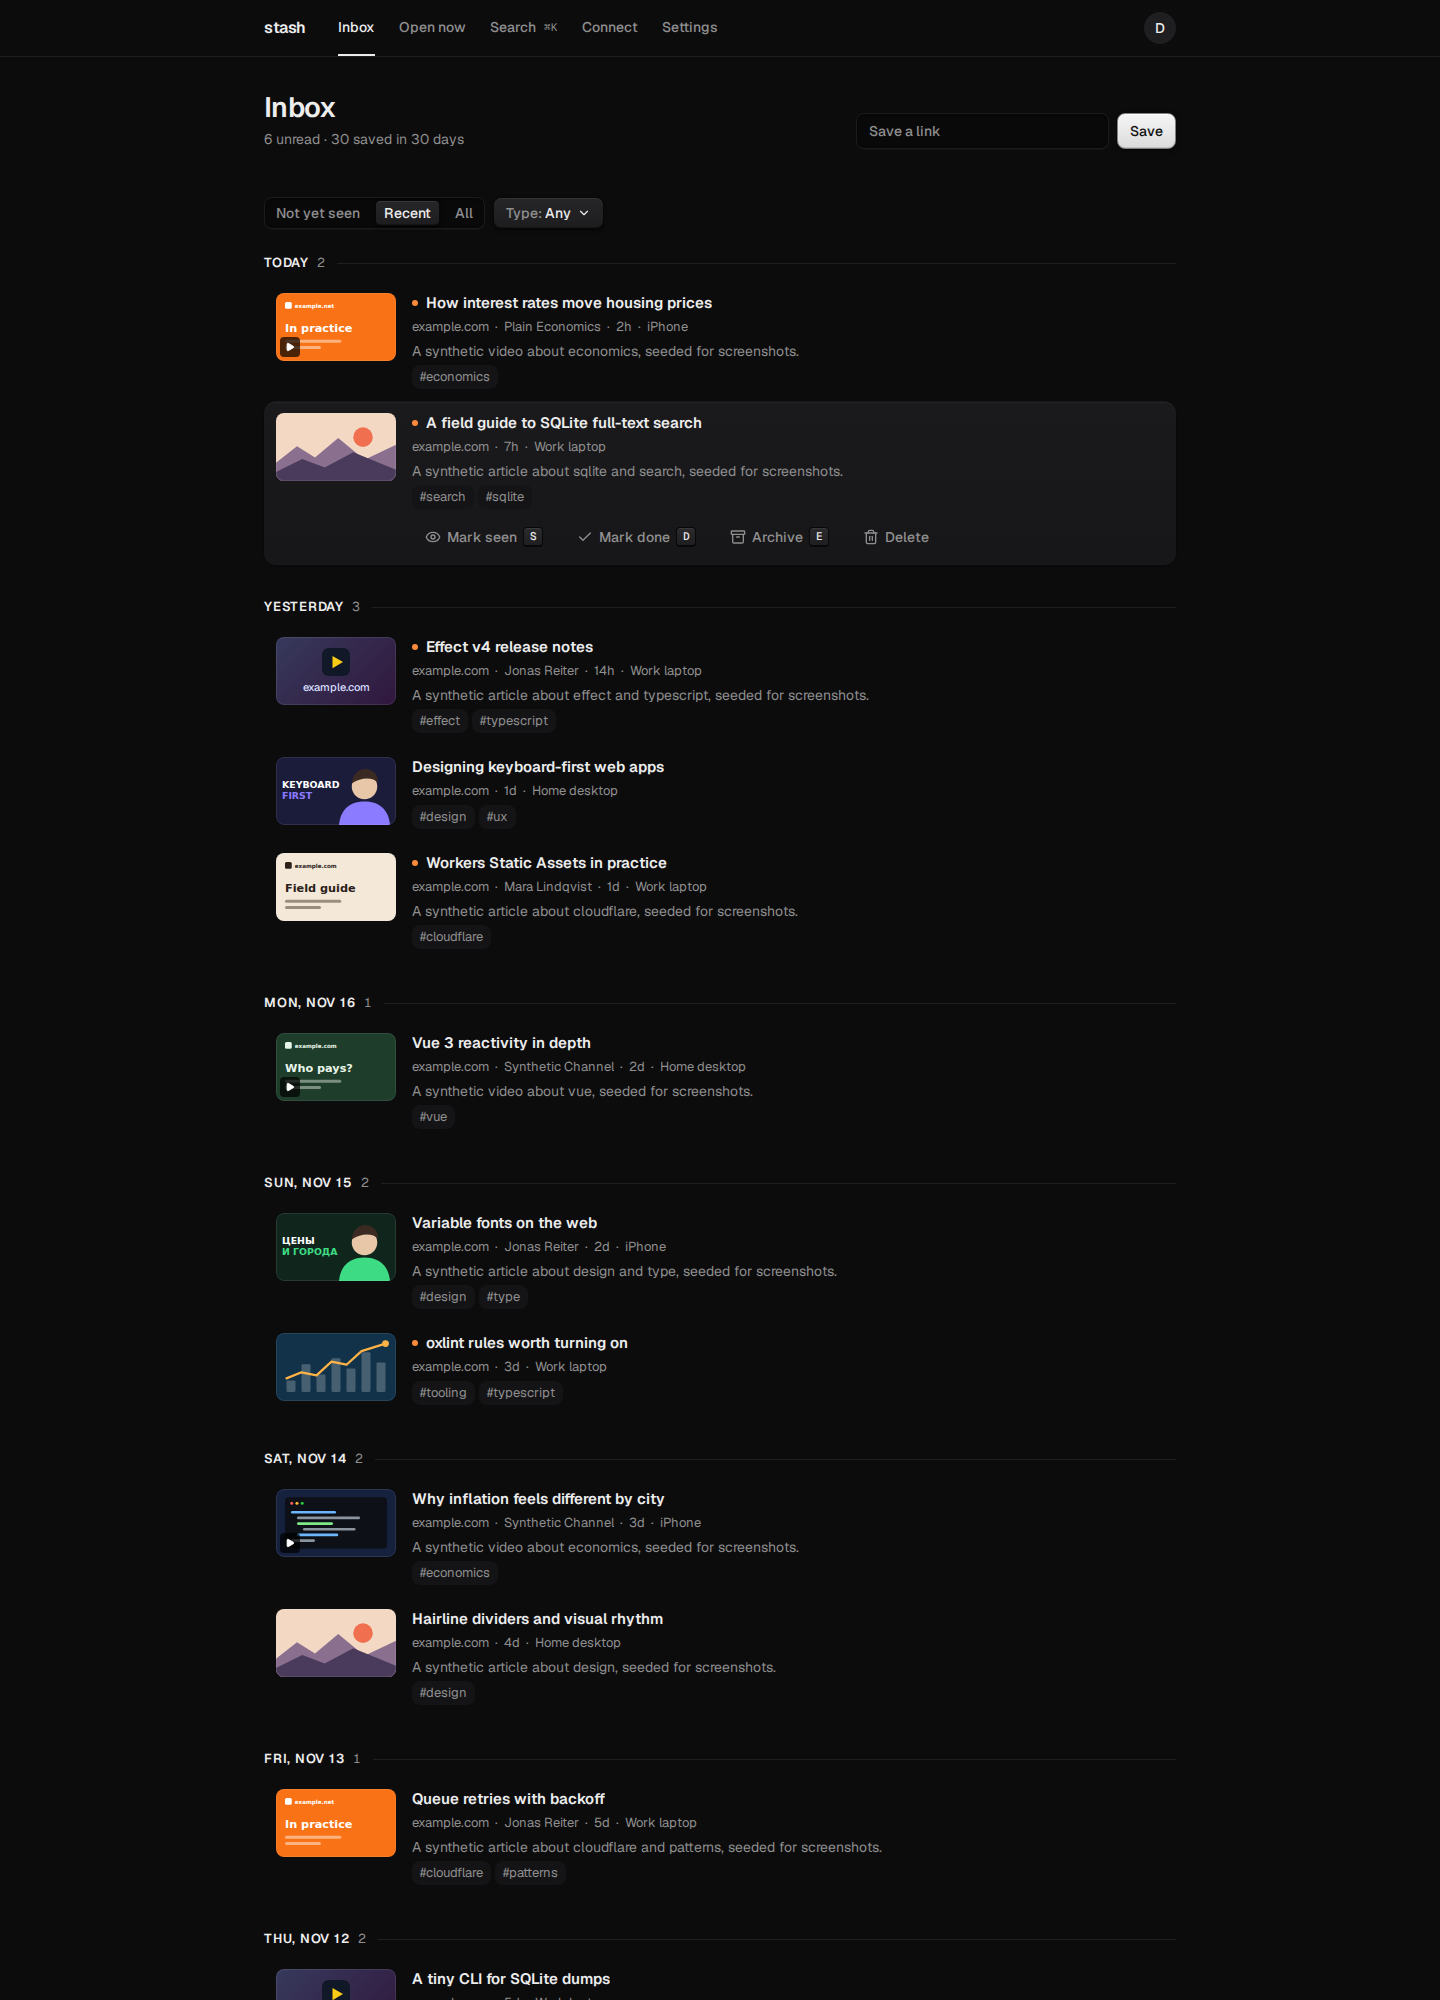 stash Inbox Open now Search ⌘K Connect Settings D
Inbox
6 unread · 30 saved in 30 days
Save a link Save
Not yet seen Recent All Type: Any
TODAY 2
example.net
In practice
How interest rates move housing prices
example.com · Plain Economics · 2h · iPhone
A synthetic video about economics, seeded for screenshots.
#economics
A field guide to SQLite full-text search
example.com · 7h · Work laptop
A synthetic article about sqlite and search, seeded for screenshots.
#search #sqlite
Mark seen S Mark done D Archive E Delete
YESTERDAY 3
example.com
Effect v4 release notes
example.com · Jonas Reiter · 14h · Work laptop
A synthetic article about effect and typescript, seeded for screenshots.
#effect #typescript
KEYBOARD
FIRST
Designing keyboard-first web apps
example.com · 1d · Home desktop
#design #ux
example.com
Field guide
Workers Static Assets in practice
example.com · Mara Lindqvist · 1d · Work laptop
A synthetic article about cloudflare, seeded for screenshots.
#cloudflare
MON, NOV 16 1
example.com
Who pays?
Vue 3 reactivity in depth
example.com · Synthetic Channel · 2d · Home desktop
A synthetic video about vue, seeded for screenshots.
#vue
SUN, NOV 15 2
ЦЕНЫ
И ГОРОДА
Variable fonts on the web
example.com · Jonas Reiter · 2d · iPhone
A synthetic article about design and type, seeded for screenshots.
#design #type
oxlint rules worth turning on
example.com · 3d · Work laptop
#tooling #typescript
SAT, NOV 14 2
Why inflation feels different by city
example.com · Synthetic Channel · 3d · iPhone
A synthetic video about economics, seeded for screenshots.
#economics
Hairline dividers and visual rhythm
example.com · 4d · Home desktop
A synthetic article about design, seeded for screenshots.
#design
FRI, NOV 13 1
example.net
In practice
Queue retries with backoff
example.com · Jonas Reiter · 5d · Work laptop
A synthetic article about cloudflare and patterns, seeded for screenshots.
#cloudflare #patterns
THU, NOV 12 2
A tiny CLI for SQLite dumps